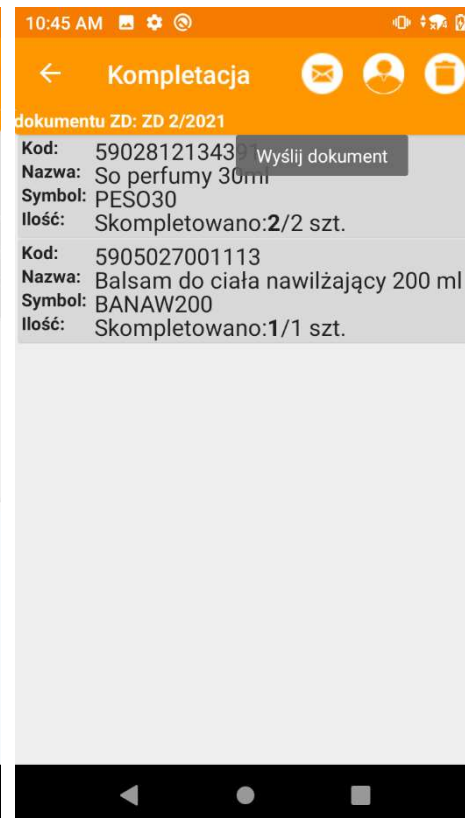 10:45 AM
Kompletacja
dokumentu ZD: ZD 2/2021
Wyślij dokument
Kod: 5902812134391
Nazwa: So perfumy 30ml
Symbol: PESO30
Ilość: Skompletowano:2/2 szt.
Kod: 5905027001113
Nazwa: Balsam do ciała nawilżający 200 ml
Symbol: BANAW200
Ilość: Skompletowano:1/1 szt.